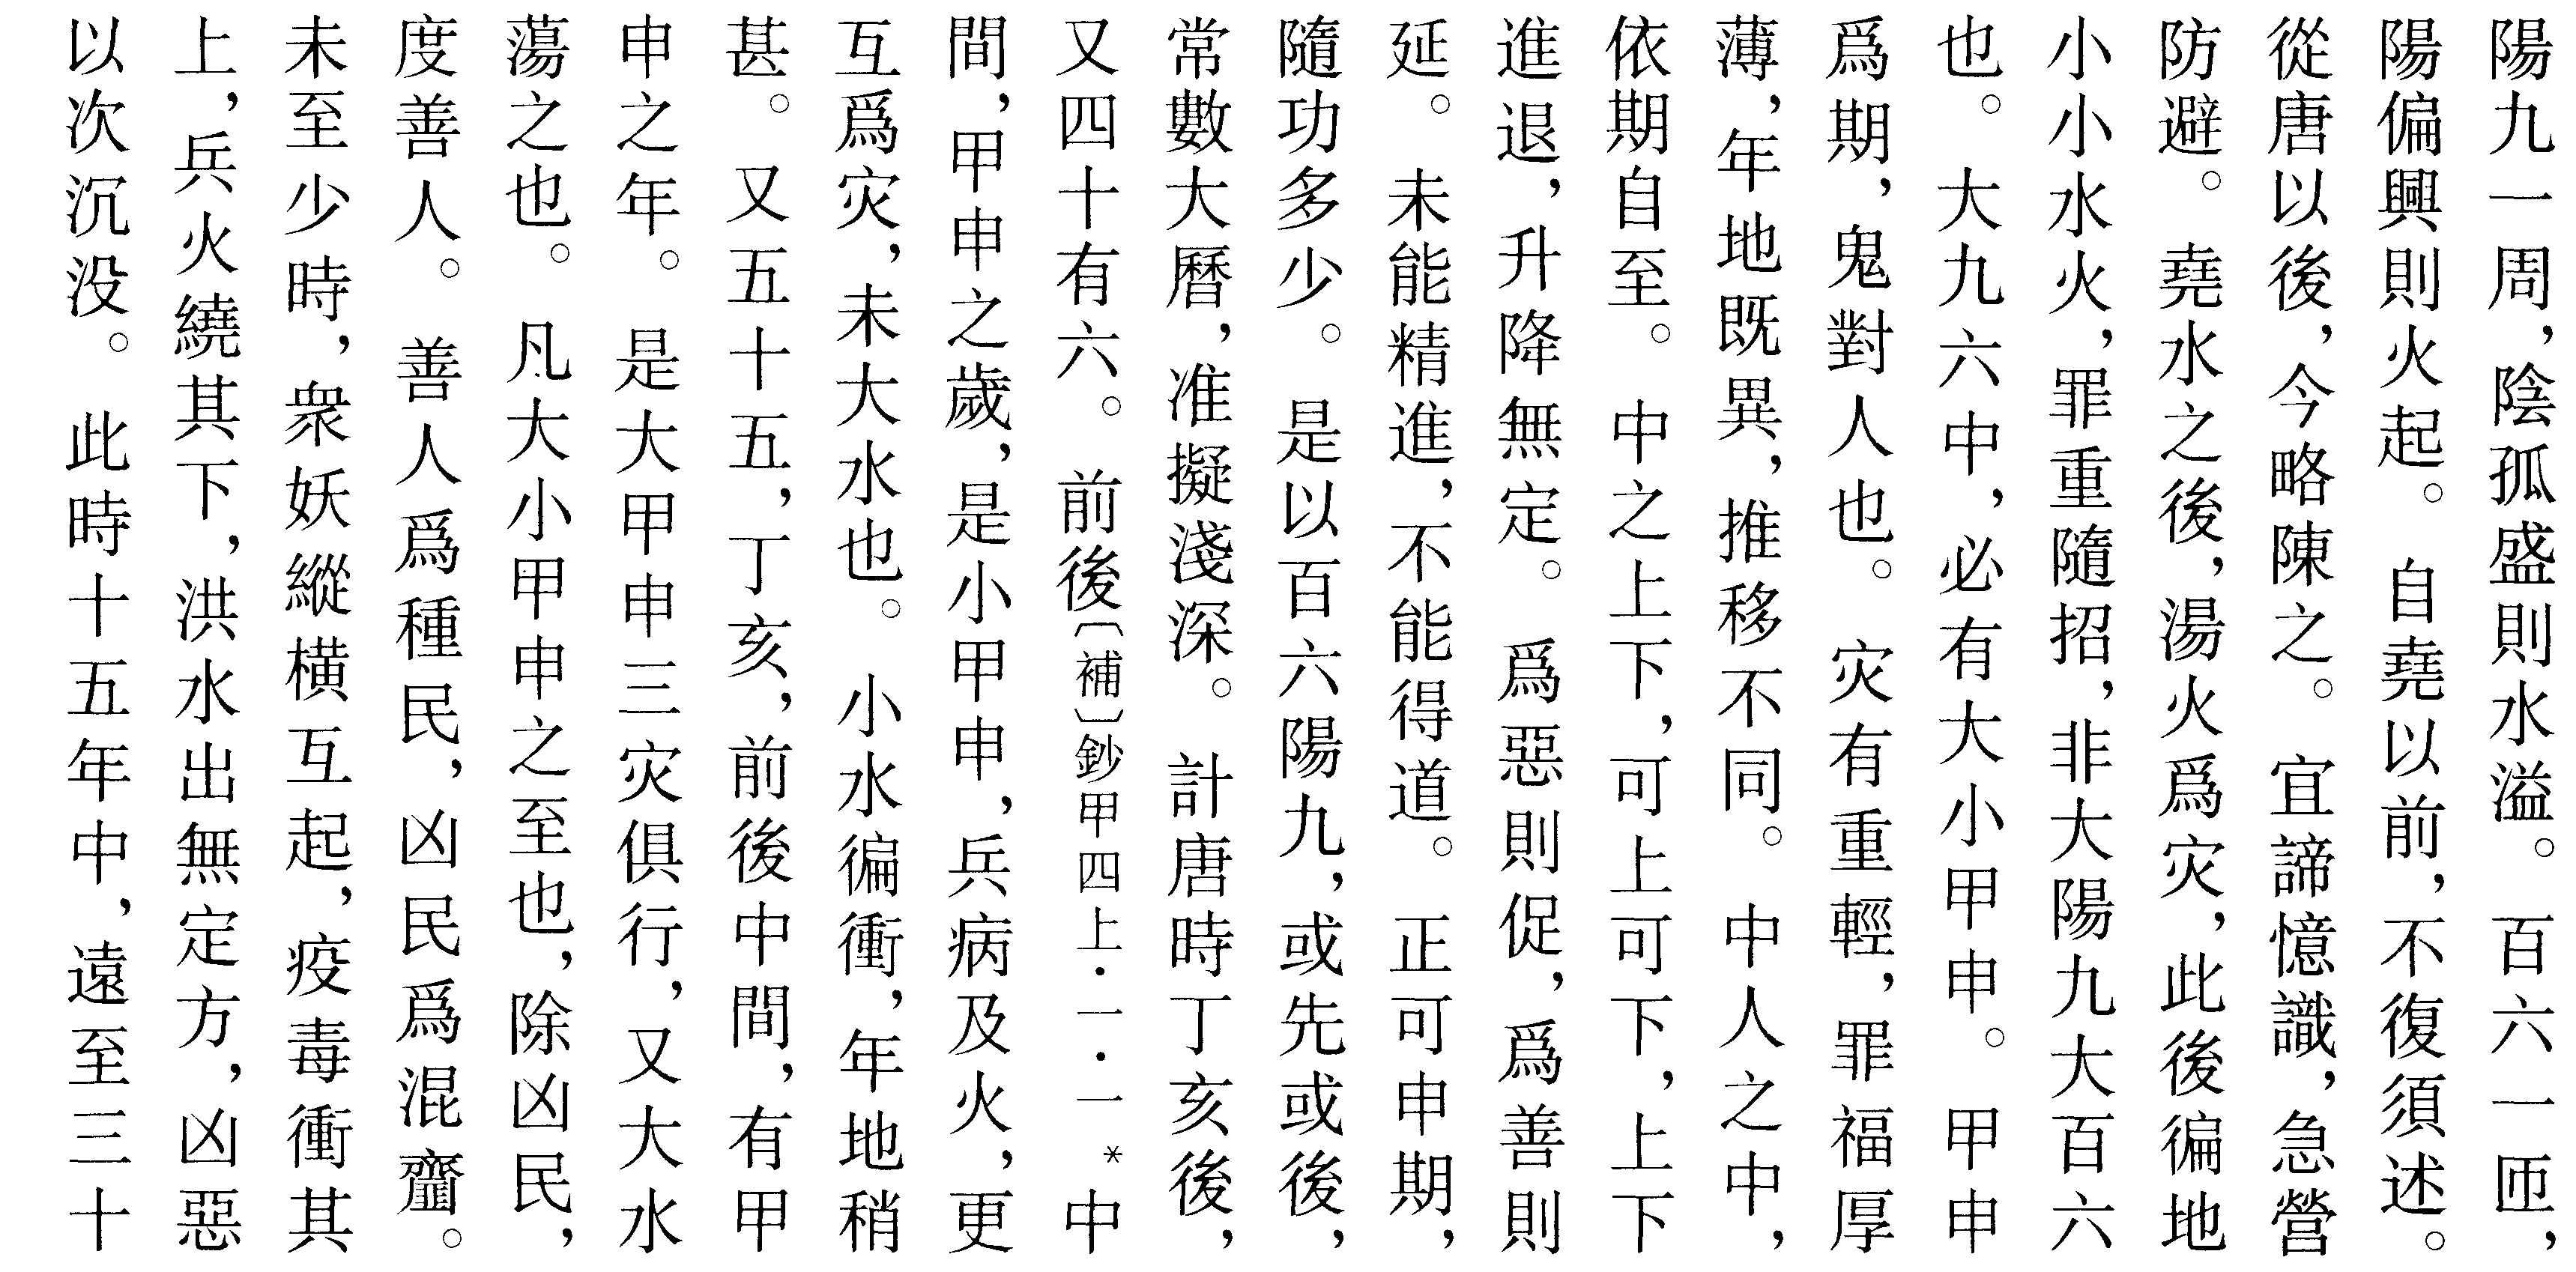 陽九一周，陰孤盛則水溢。百六一匝，
陽偏興則火起。自堯以前，不復須述。
從唐以後，今略陳之。宜諦憶識，急營
防避。堯水之後，湯火爲灾，此後徧地
小小水火，罪重隨招，非大陽九大百六
也。大九六中，必有大小甲申。甲申
爲期，鬼對人也。灾有重輕，罪福厚
薄，年地既異，推移不同。中人之中，
依期自至。中之上下，可上可下，上下
進退，升降無定。爲惡則促，爲善則
延。未能精進，不能得道。正可申期，
隨功多少。是以百六陽九，或先或後，
常數大曆，准擬淺深。計唐時丁亥後，
又四十有六。前後〔補〕鈔甲四上·一·一*中
間，甲申之歲，是小甲申，兵病及火，更
互爲灾，未大水也。小水徧衝，年地稍
甚。又五十五，丁亥，前後中間，有甲
申之年。是大甲申三灾俱行，又大水
蕩之也。凡大小甲申之至也，除凶民，
度善人。善人爲種民，凶民爲混齏。
未至少時，衆妖縱橫互起，疫毒衝其
上，兵火繞其下，洪水出無定方，凶惡
以次沉没。此時十五年中，遠至三十